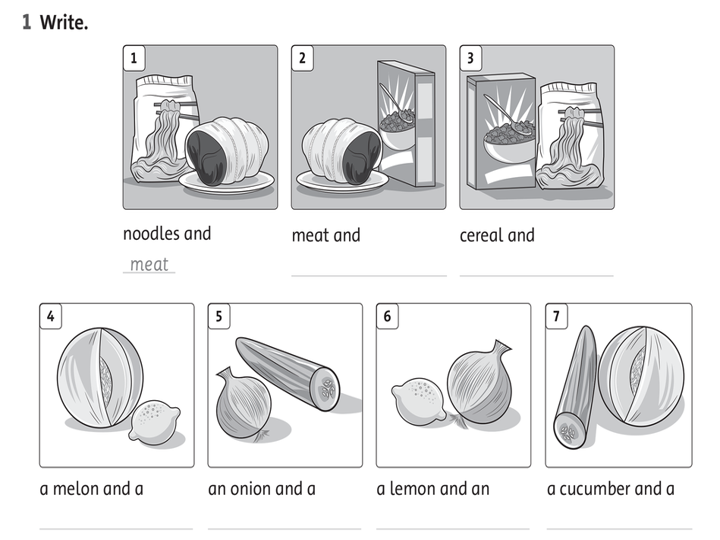 1 Write.
1
2
3
noodles and
meat
meat and
cereal and
4
5
6
7
a melon and a
an onion and a
a lemon and an
a cucumber and a